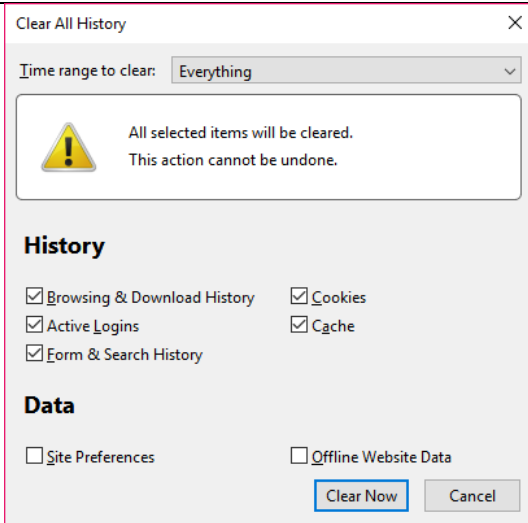 Clear All History
Time range to clear: Everything
All selected items will be cleared.
This action cannot be undone.
History
Browsing & Download History Cookies
Active Logins Cache
Form & Search History
Data
Site Preferences Offline Website Data
Clear Now Cancel